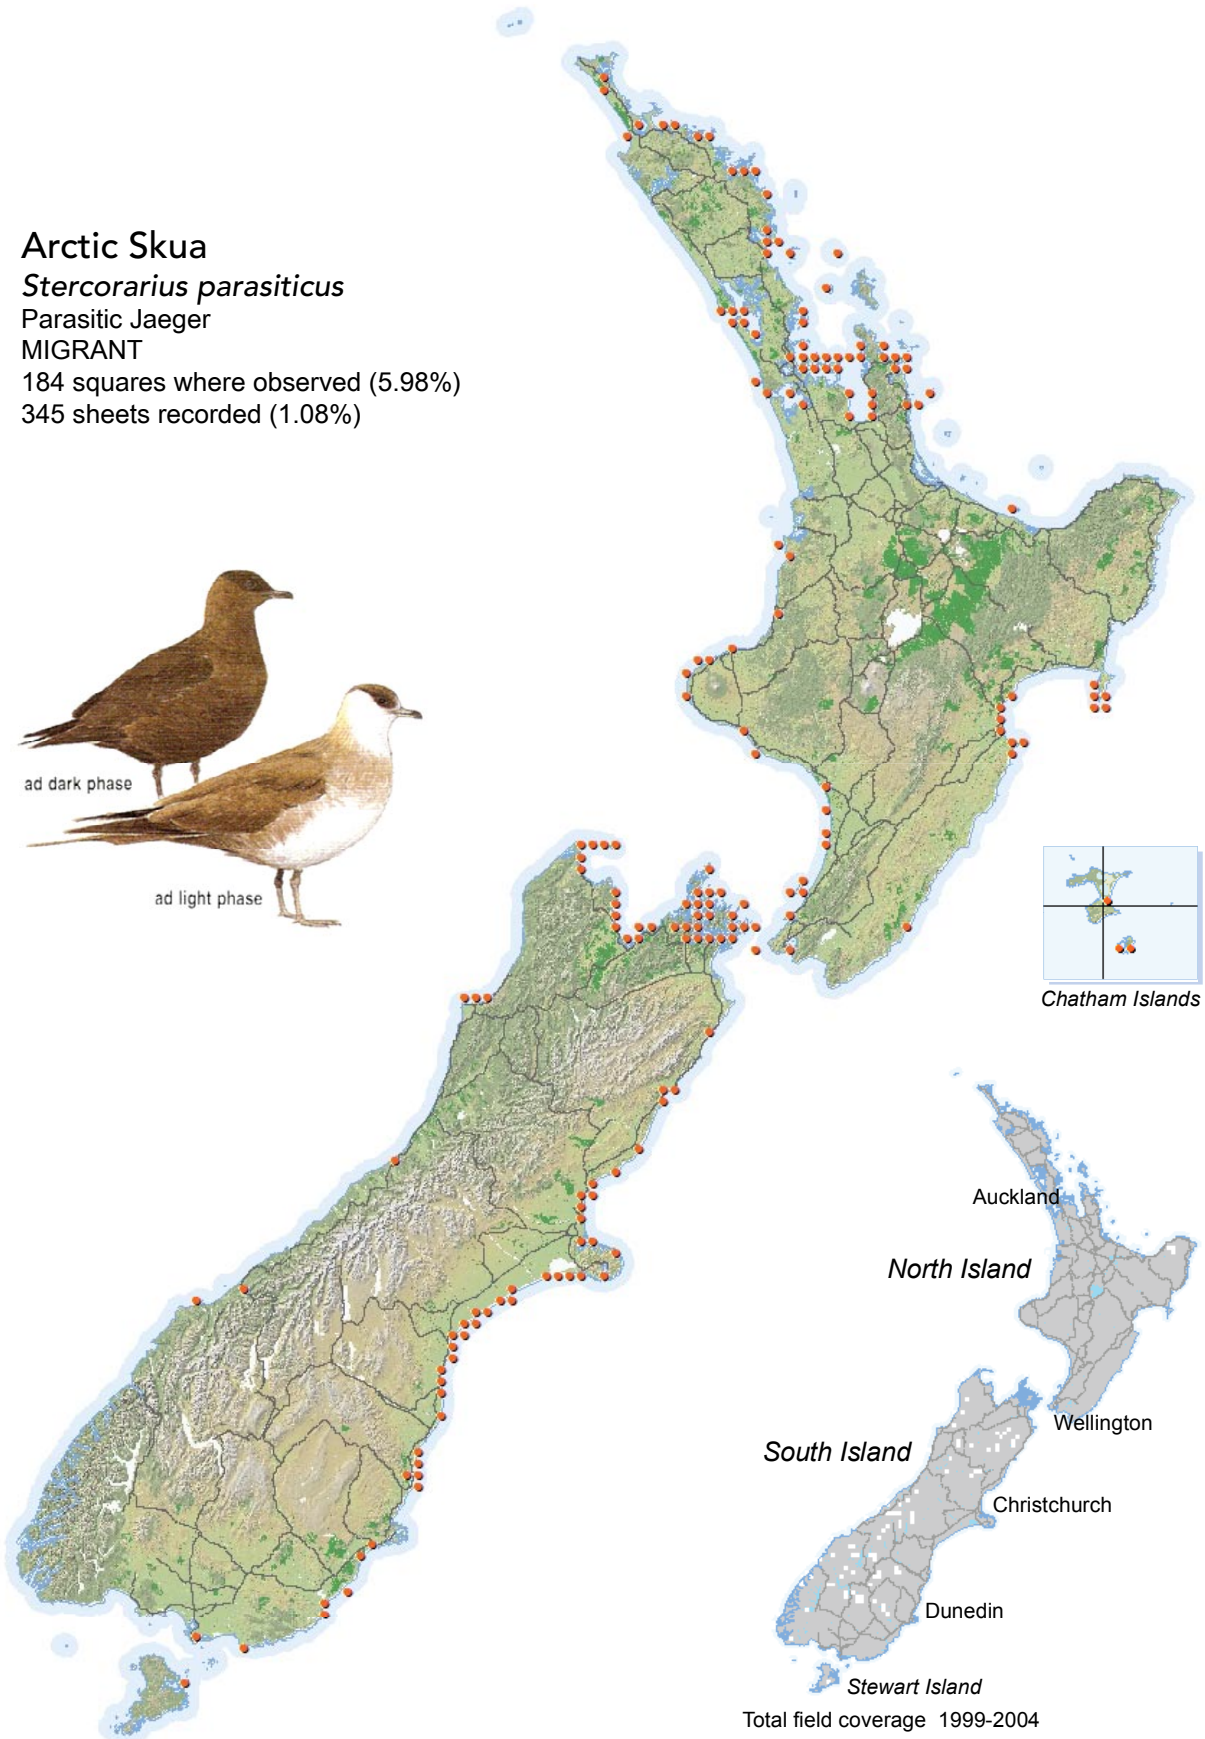 Arctic Skua
Stercorarius parasiticus
Parasitic Jaeger
MIGRANT
184 squares where observed (5.98%)
345 sheets recorded (1.08%)
ad dark phase
ad light phase
Chatham Islands
Auckland
North Island
Wellington
South Island
Christchurch
Dunedin
Stewart Island
Total field coverage 1999-2004